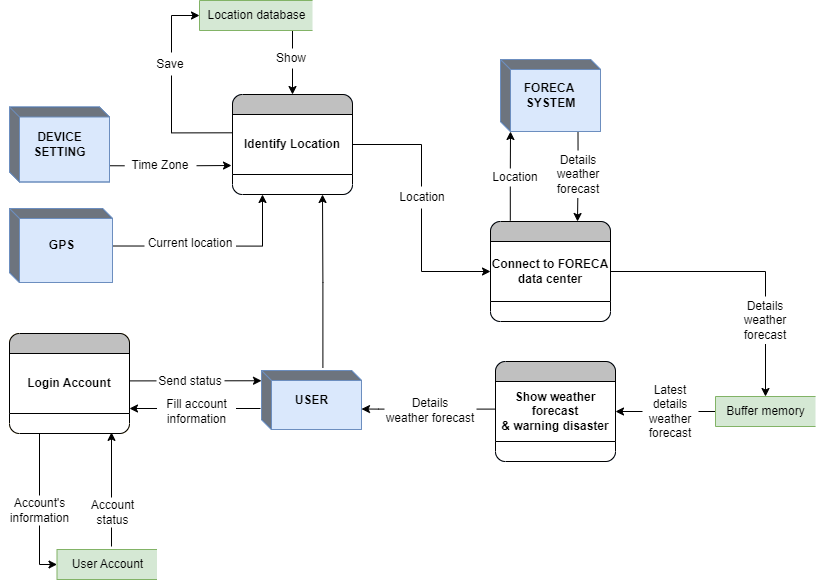 Location database
Save
Show
FORECA
SYSTEM
DEVICE
SETTING
Identify Location
Time Zone
Details
weather
forecast
Location
Location
GPS
Current location
Connect to FORECA
data center
Details
weather
forecast
Login Account
Send status
USER
Fill account
information
Details
weather forecast
Show weather
forecast
& warning disaster
Latest
details
weather
forecast
Buffer memory
Account's
information
Account
status
User Account